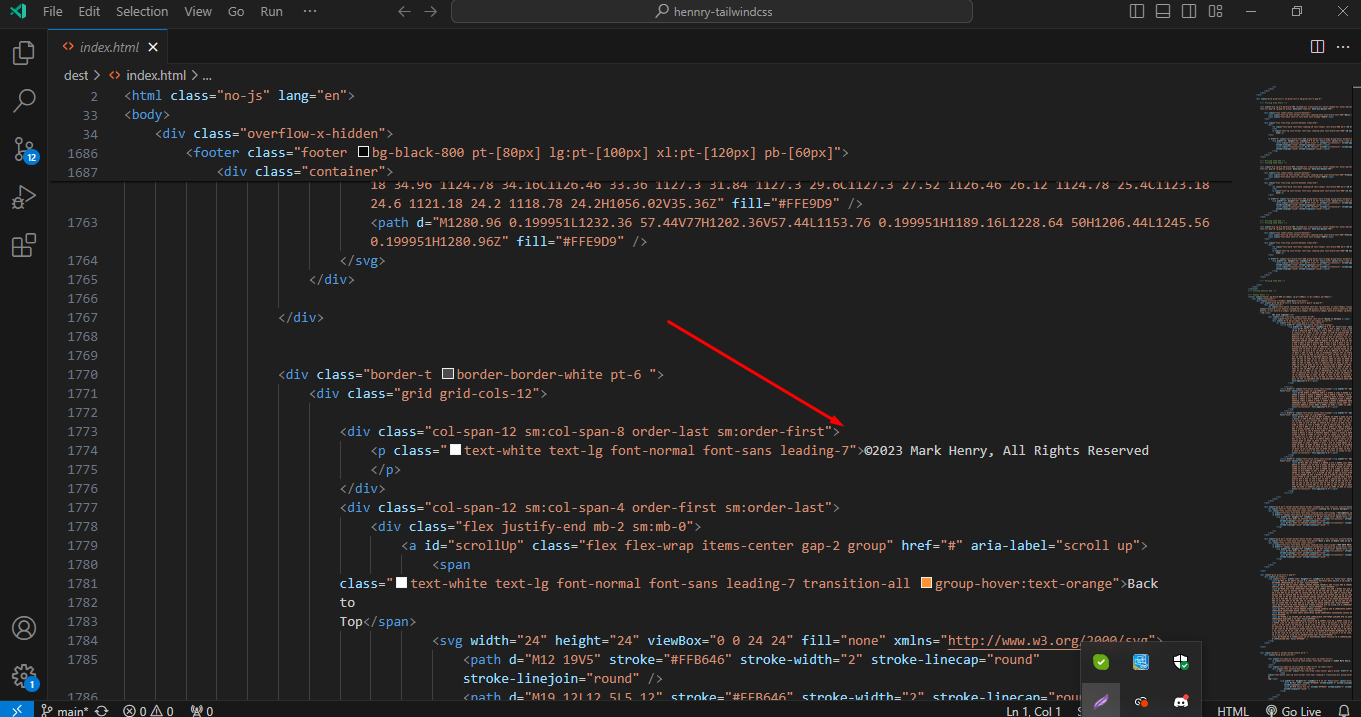 File Edit Selection View Go Run ··· hennry-tailwindcss
index.html
dest > index.html > ...
2 <html class="no-js" lang="en">
33 <body>
34 <div class="overflow-x-hidden">
1686 <footer class="footer bg-black-800 pt-[80px] lg:pt-[100px] xl:pt-[120px] pb-[60px]">
1687 <div class="container">
18 34.96 1124.78 34.16C1126.46 33.36 1127.3 31.84 1127.3 29.6C1127.3 27.52 1126.46 26.12 1124.78 25.4C1123.18
24.6 1121.18 24.2 1118.78 24.2H1056.02V35.36Z" fill="#FFE9D9" />
1763 <path d="M1280.96 0.199951L1232.36 57.44V77H1202.36V57.44L1153.76 0.199951H1189.16L1228.64 50H1206.44L1245.56
0.199951H1280.96Z" fill="#FFE9D9" />
1764 </svg>
1765 </div>
1766
1767 </div>
1768
1769
1770 <div class="border-t border-border-white pt-6 ">
1771 <div class="grid grid-cols-12">
1772
1773 <div class="col-span-12 sm:col-span-8 order-last sm:order-first">
1774 <p class="text-white text-lg font-normal font-sans leading-7">©2023 Mark Henry, All Rights Reserved
1775 </p>
1776 </div>
1777 <div class="col-span-12 sm:col-span-4 order-first sm:order-last">
1778 <div class="flex justify-end mb-2 sm:mb-0">
1779 <a id="scrollUp" class="flex flex-wrap items-center gap-2 group" href="#" aria-label="scroll up">
1780 <span
1781 class="text-white text-lg font-normal font-sans leading-7 transition-all group-hover:text-orange">Back
1782 to
1783 Top</span>
1784 <svg width="24" height="24" viewBox="0 0 24 24" fill="none" xmlns="http://www.w3.org/2000/svg">
1785 <path d="M12 19V5" stroke="#FFB646" stroke-width="2" stroke-linecap="round"
stroke-linejoin="round" />
1786 <path d="M19 12L12 5L5 12" stroke="#FFB646" stroke-width="2" stroke-linecap="rou
12
1
main* 0 0 0 Ln 1, Col 1 HTML Go Live